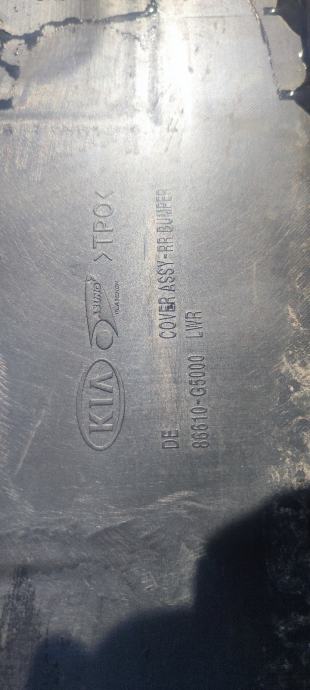 KIA >TPO<
DE COVER ASSY-RR BUMPER
86610-G5000 LWR